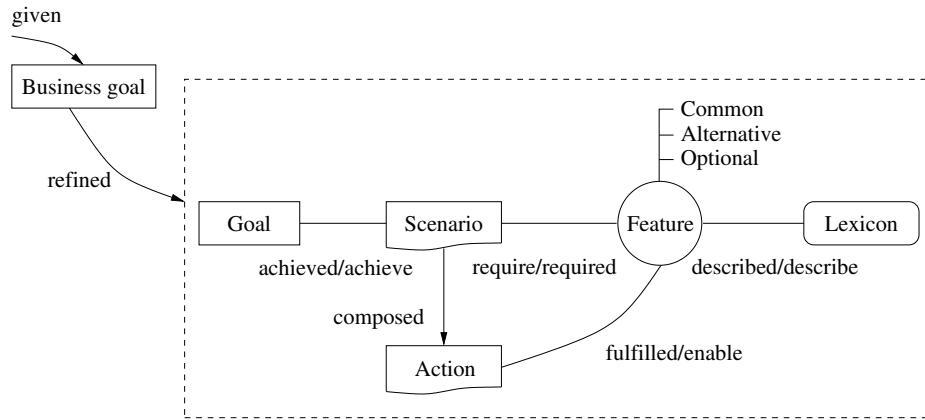 given
Business goal
refined
Common
Alternative
Optional
Goal
Scenario
Feature
Lexicon
achieved/achieve
require/required
described/describe
composed
fulfilled/enable
Action